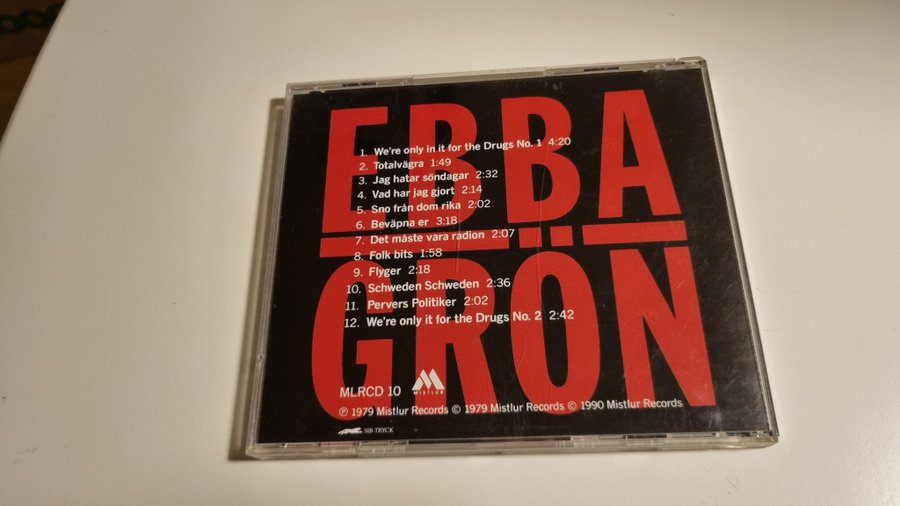 EBBA
GRÖN
1. We're only in it for the Drugs No. 1 4:20
2. Totalvägra 1:49
3. Jag hatar söndagar 2:32
4. Vad har jag gjort 2:14
5. Sno från dom rika 2:02
6. Beväpna er 3:18
7. Det måste vara radion 2:07
8. Folk bits 1:58
9. Flyger 2:18
10. Schweden Schweden 2:36
11. Pervers Politiker 2:02
12. We're only it for the Drugs No. 2 2:42
MLRCD 10
MISTLUR
℗ 1979 Mistlur Records © 1979 Mistlur Records © 1990 Mistlur Records
SIB-TRYCK